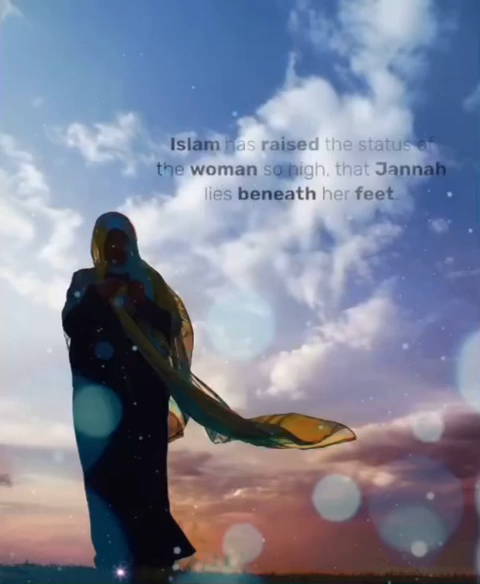 Islam has raised the status of
the woman so high, that Jannah
lies beneath her feet.